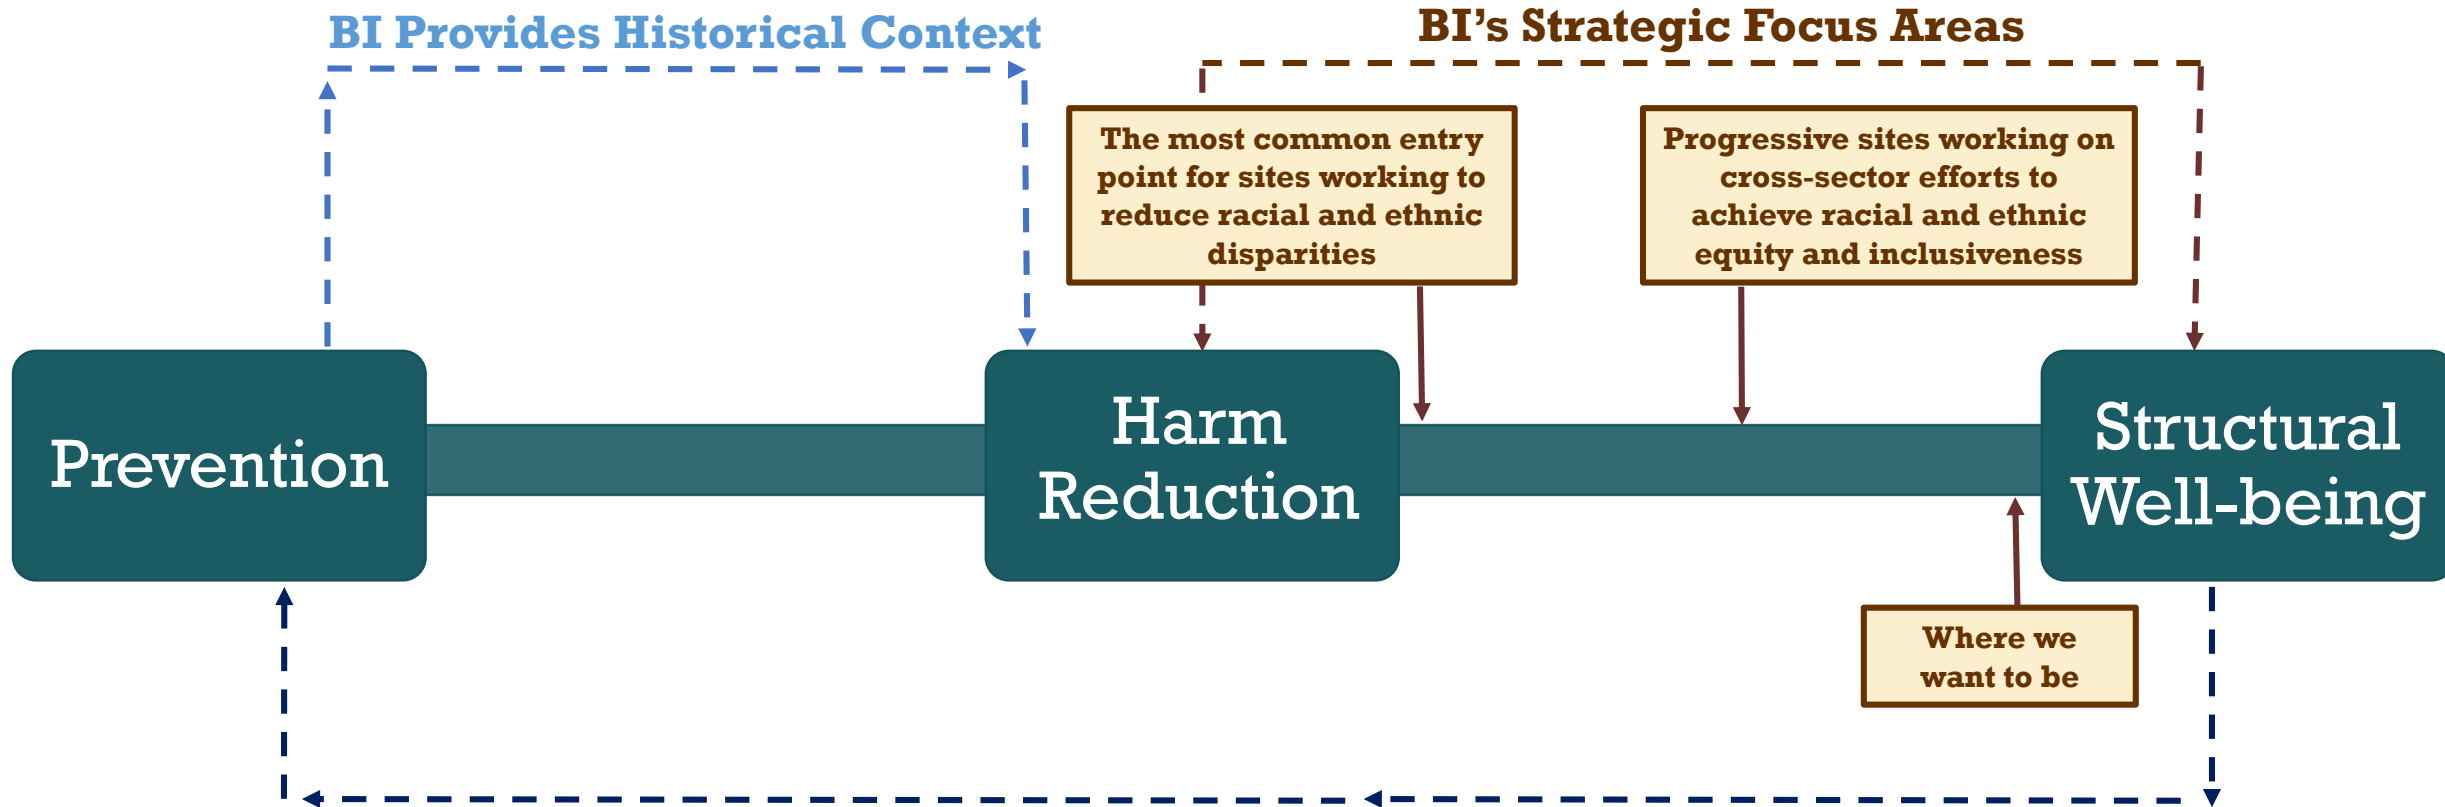 BI Provides Historical Context
BI's Strategic Focus Areas
The most common entry
point for sites working to
reduce racial and ethnic
disparities
Progressive sites working on
cross-sector efforts to
achieve racial and ethnic
equity and inclusiveness
Prevention
Harm
Reduction
Structural
Well-being
Where we
want to be